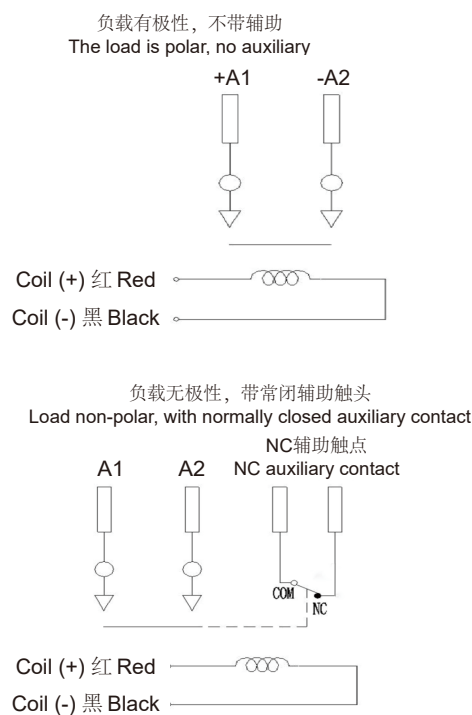 负载有极性，不带辅助
The load is polar, no auxiliary
+A1 -A2
Coil (+) 红 Red
Coil (-) 黑 Black
负载无极性，带常闭辅助触头
Load non-polar, with normally closed auxiliary contact
NC辅助触点
A1 A2 NC auxiliary contact
COM
NC
Coil (+) 红 Red
Coil (-) 黑 Black